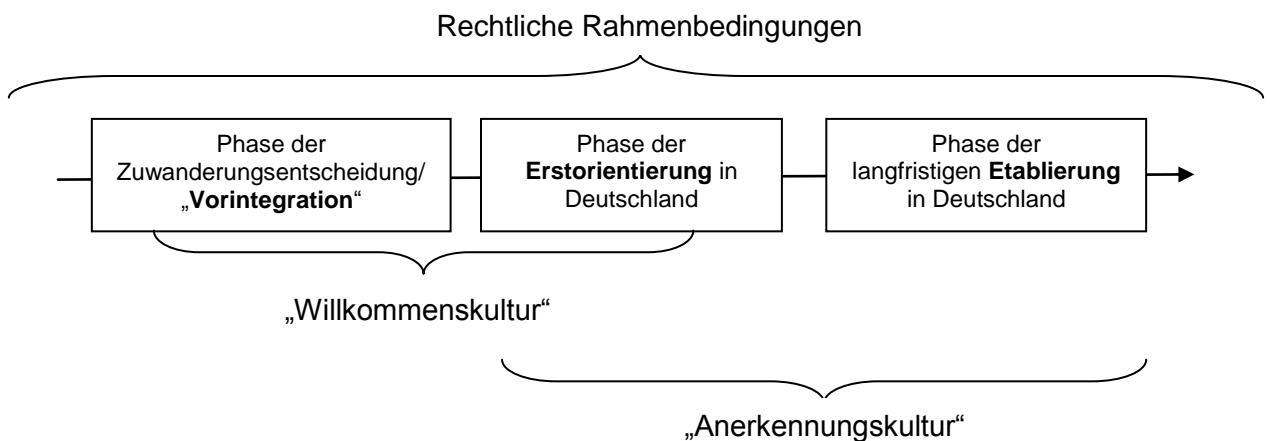 Rechtliche Rahmenbedingungen
Phase der
Zuwanderungsentscheidung/
„Vorintegration“
Phase der
Erstorientierung in
Deutschland
Phase der
langfristigen Etablierung
in Deutschland
„Willkommenskultur“
„Anerkennungskultur“